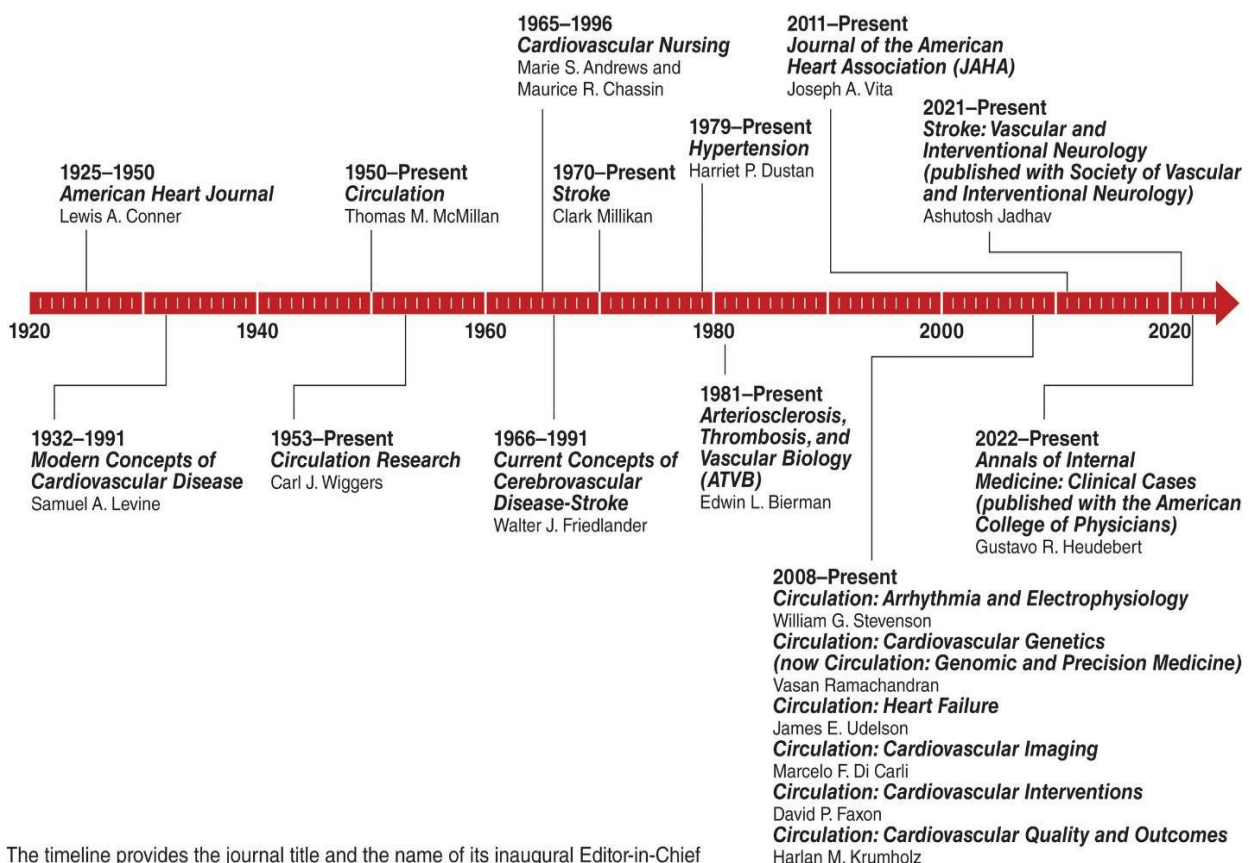 1965–1996
Cardiovascular Nursing
Marie S. Andrews and
Maurice R. Chassin
2011–Present
Journal of the American
Heart Association (JAHA)
Joseph A. Vita
2021–Present
Stroke: Vascular and
Interventional Neurology
(published with Society of Vascular
and Interventional Neurology)
Ashutosh Jadhav
1979–Present
Hypertension
Harriet P. Dustan
1925–1950
American Heart Journal
Lewis A. Conner
1950–Present
Circulation
Thomas M. McMillan
1970–Present
Stroke
Clark Millikan
1920 1940 1960 1980 2000 2020
1932–1991
Modern Concepts of
Cardiovascular Disease
Samuel A. Levine
1953–Present
Circulation Research
Carl J. Wiggers
1966–1991
Current Concepts of
Cerebrovascular
Disease-Stroke
Walter J. Friedlander
1981–Present
Arteriosclerosis,
Thrombosis, and
Vascular Biology
(ATVB)
Edwin L. Bierman
2022–Present
Annals of Internal
Medicine: Clinical Cases
(published with the American
College of Physicians)
Gustavo R. Heudebert
2008–Present
Circulation: Arrhythmia and Electrophysiology
William G. Stevenson
Circulation: Cardiovascular Genetics
(now Circulation: Genomic and Precision Medicine)
Vasan Ramachandran
Circulation: Heart Failure
James E. Udelson
Circulation: Cardiovascular Imaging
Marcelo F. Di Carli
Circulation: Cardiovascular Interventions
David P. Faxon
Circulation: Cardiovascular Quality and Outcomes
Harlan M. Krumholz
The timeline provides the journal title and the name of its inaugural Editor-in-Chief